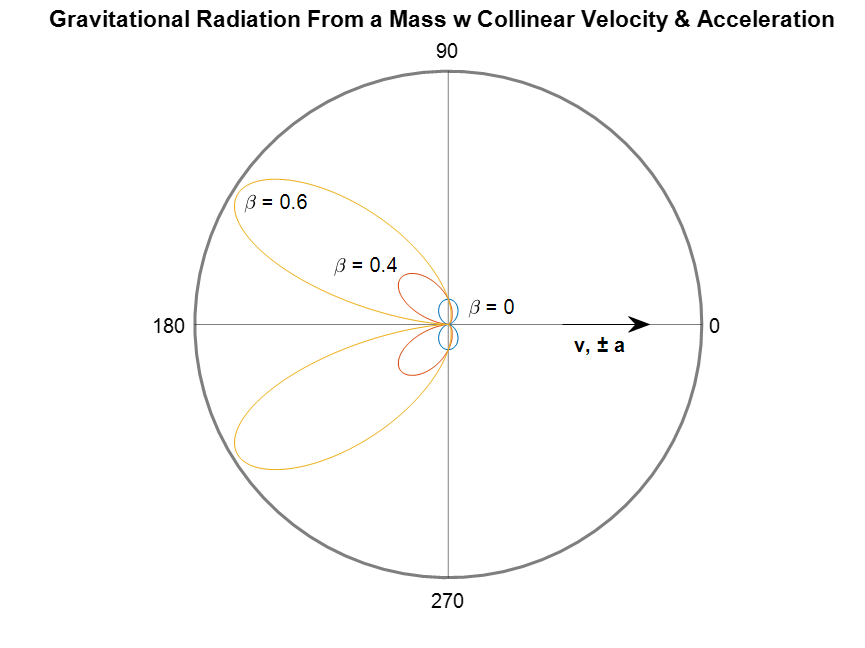 Gravitational Radiation From a Mass w Collinear Velocity & Acceleration
90
β = 0.6
β = 0.4
β = 0
180
0
v, ± a
270